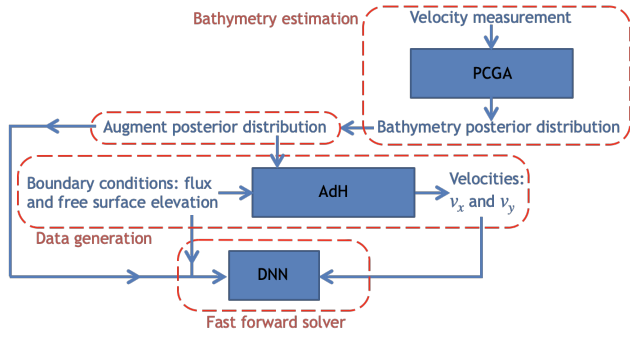 Bathymetry estimation
Velocity measurement
PCGA
Bathymetry posterior distribution
Augment posterior distribution
Boundary conditions: flux
and free surface elevation
AdH
Velocities:
vx and vy
Data generation
DNN
Fast forward solver